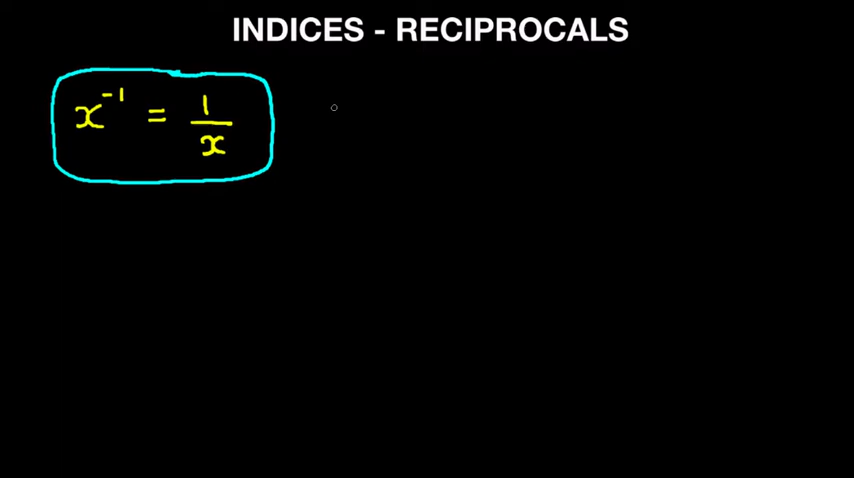 INDICES - RECIPROCALS
x⁻¹ = 1/x